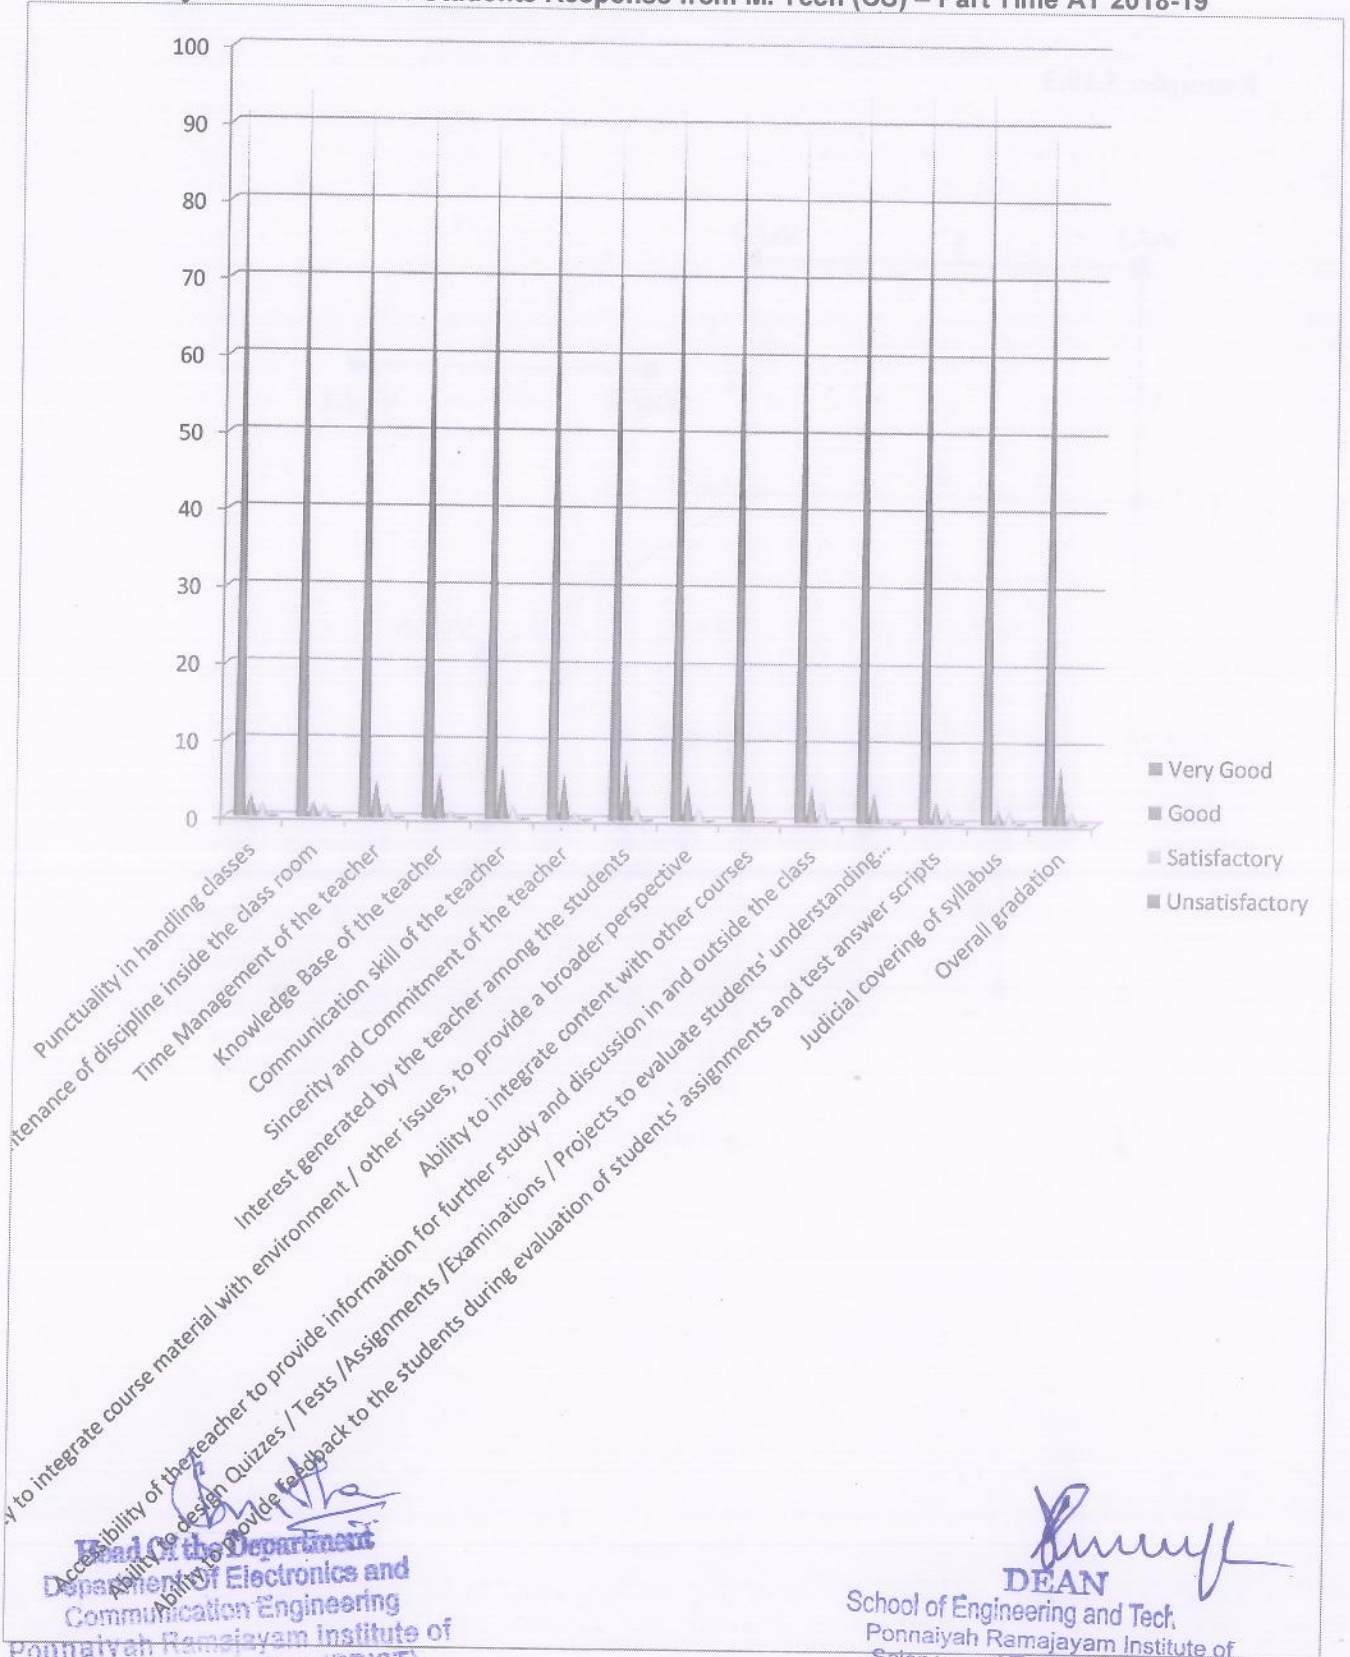 Students Response from M. Tech (CS) – Part Time AY 2018-19
100
90
80
70
60
50
40
30
20
10
0
Very Good
Good
Satisfactory
Unsatisfactory
Punctuality in handling classes
tenance of discipline inside the class room
Time Management of the teacher
Knowledge Base of the teacher
Communication skill of the teacher
Sincerity and Commitment of the teacher
Interest generated by the teacher among the students
y to integrate course material with environment / other issues, to provide a broader perspective
Ability to integrate content with other courses
Accessibility of the teacher to provide information for further study and discussion in and outside the class
Ability to design Quizzes / Tests /Assignments /Examinations / Projects to evaluate students' understanding...
Ability to provide feedback to the students during evaluation of students' assignments and test answer scripts
Judicial covering of syllabus
Overall gradation
Head Of the Department
Department Of Electronics and
Communication Engineering
Ponnaiyah Ramajayam Institute of
DEAN
School of Engineering and Tech
Ponnaiyah Ramajayam Institute of